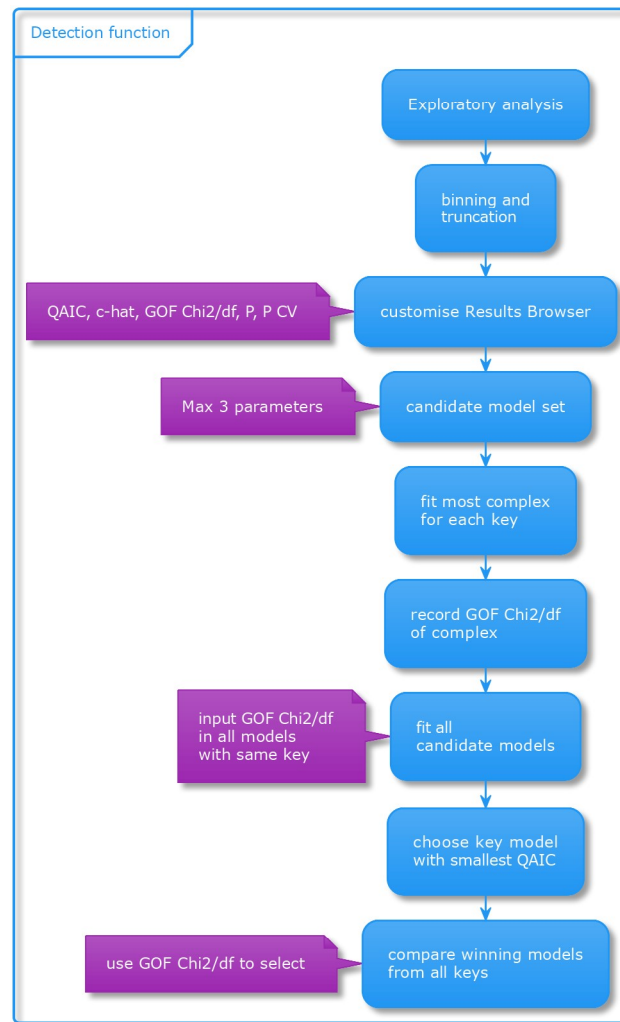 Detection function
Exploratory analysis
binning and
truncation
QAIC, c-hat, GOF Chi2/df, P, P CV
customise Results Browser
Max 3 parameters
candidate model set
fit most complex
for each key
record GOF Chi2/df
of complex
input GOF Chi2/df
in all models
with same key
fit all
candidate models
choose key model
with smallest QAIC
use GOF Chi2/df to select
compare winning models
from all keys